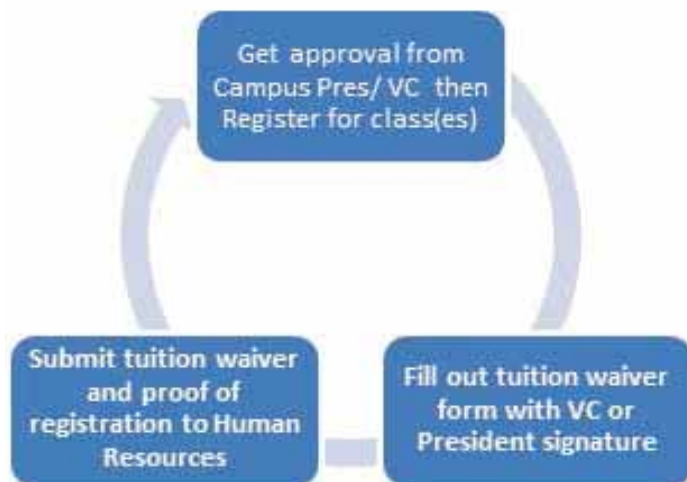 Get approval from
Campus Pres/ VC then
Register for class(es)
Fill out tuition waiver
form with VC or
President signature
Submit tuition waiver
and proof of
registration to Human
Resources